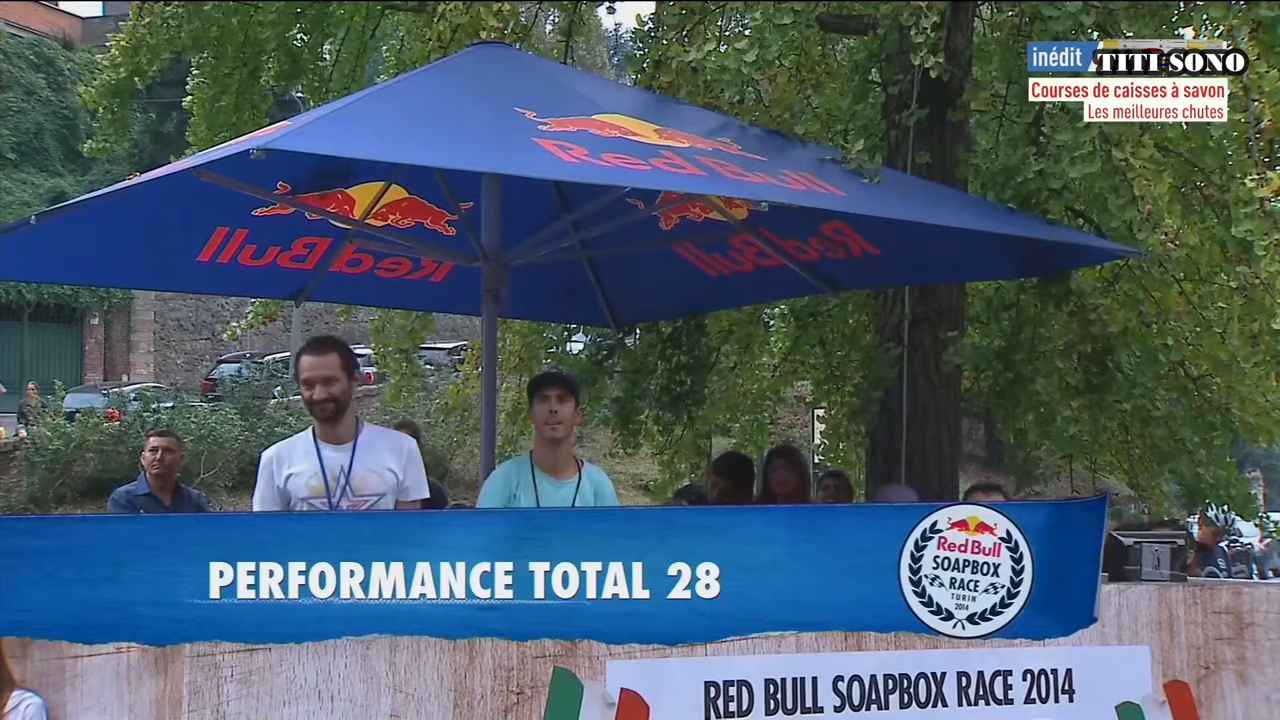 inédit TITI SONO
Courses de caisses à savon
Les meilleures chutes
Red Bull
Red Bull
Red Bull
PERFORMANCE TOTAL 28
Red Bull
SOAPBOX
RACE
TURIN
2014
RED BULL SOAPBOX RACE 2014